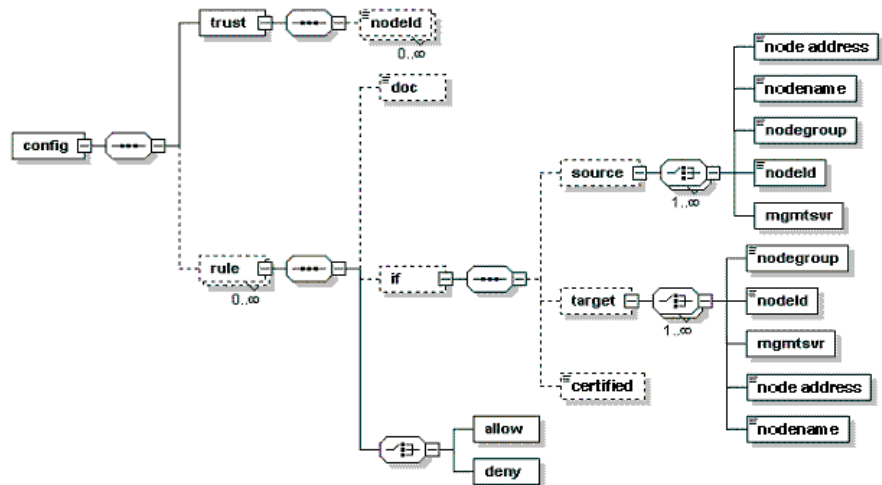 trust
nodeId
0..∞
doc
config
rule
0..∞
if
source
1..∞
node address
nodename
nodegroup
nodeId
mgmtsvr
target
1..∞
nodegroup
nodeId
mgmtsvr
node address
nodename
certified
allow
deny